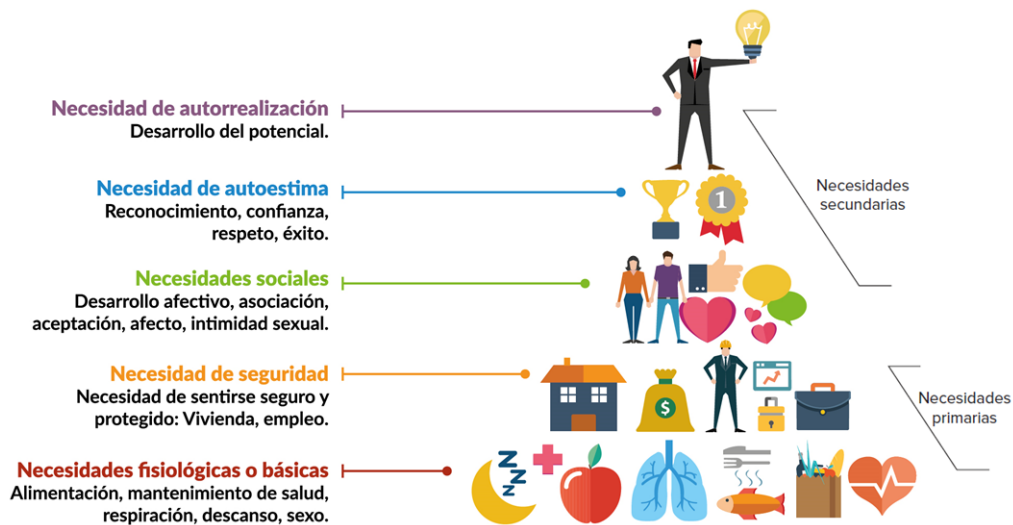 Necesidad de autorrealización
Desarrollo del potencial.
Necesidad de autoestima
Reconocimiento, confianza,
respeto, éxito.
1
Necesidades
secundarias
Necesidades sociales
Desarrollo afectivo, asociación,
aceptación, afecto, intimidad sexual.
Necesidad de seguridad
Necesidad de sentirse seguro y
protegido: Vivienda, empleo.
$
Necesidades
primarias
Necesidades fisiológicas o básicas
Alimentación, mantenimiento de salud,
respiración, descanso, sexo.
Z
Z
Z
Z